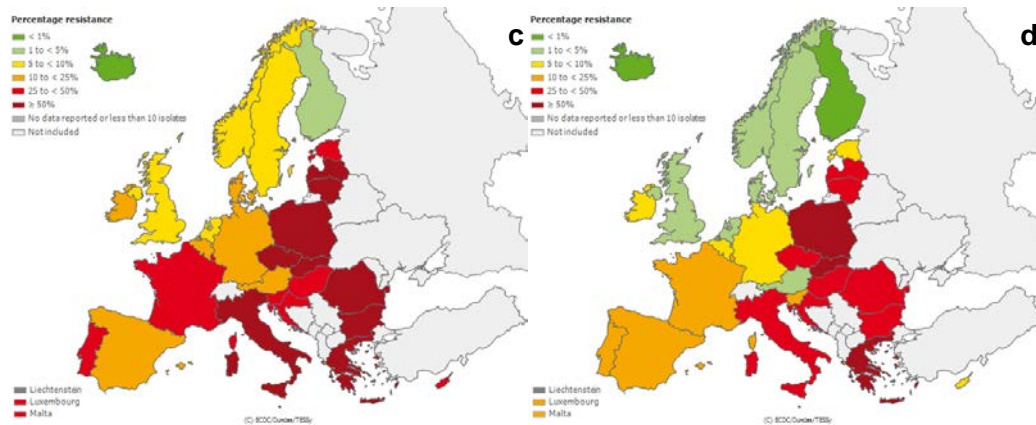 Percentage resistance
< 1%
1 to < 5%
5 to < 10%
10 to < 25%
25 to < 50%
≥ 50%
No data reported or less than 10 isolates
Not included
Liechtenstein
Luxembourg
Malta
(C) ECDC/Dundas/TESSy
c
Percentage resistance
< 1%
1 to < 5%
5 to < 10%
10 to < 25%
25 to < 50%
≥ 50%
No data reported or less than 10 isolates
Not included
Liechtenstein
Luxembourg
Malta
(C) ECDC/Dundas/TESSy
d